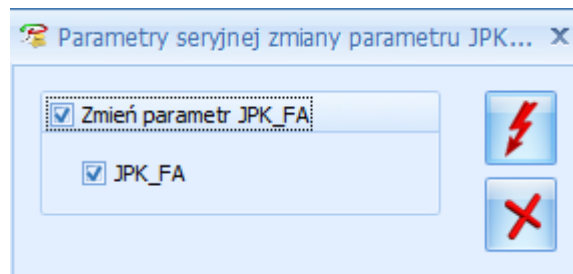 Parametry seryjnej zmiany parametru JPK...
Zmień parametr JPK_FA
JPK_FA